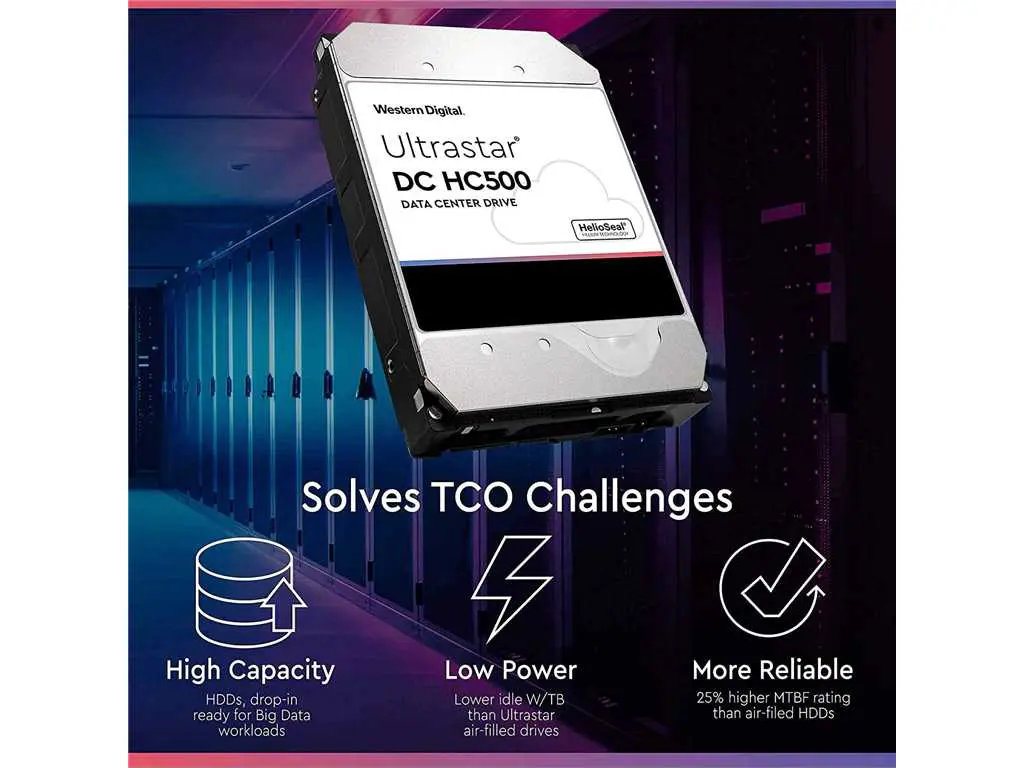 Western Digital.
Ultrastar®
DC HC500
DATA CENTER DRIVE
HelioSeal®
HELIUM TECHNOLOGY
Solves TCO Challenges
High Capacity
HDDs, drop-in
ready for Big Data
workloads
Low Power
Lower idle W/TB
than Ultrastar
air-filled drives
More Reliable
25% higher MTBF rating
than air-filed HDDs